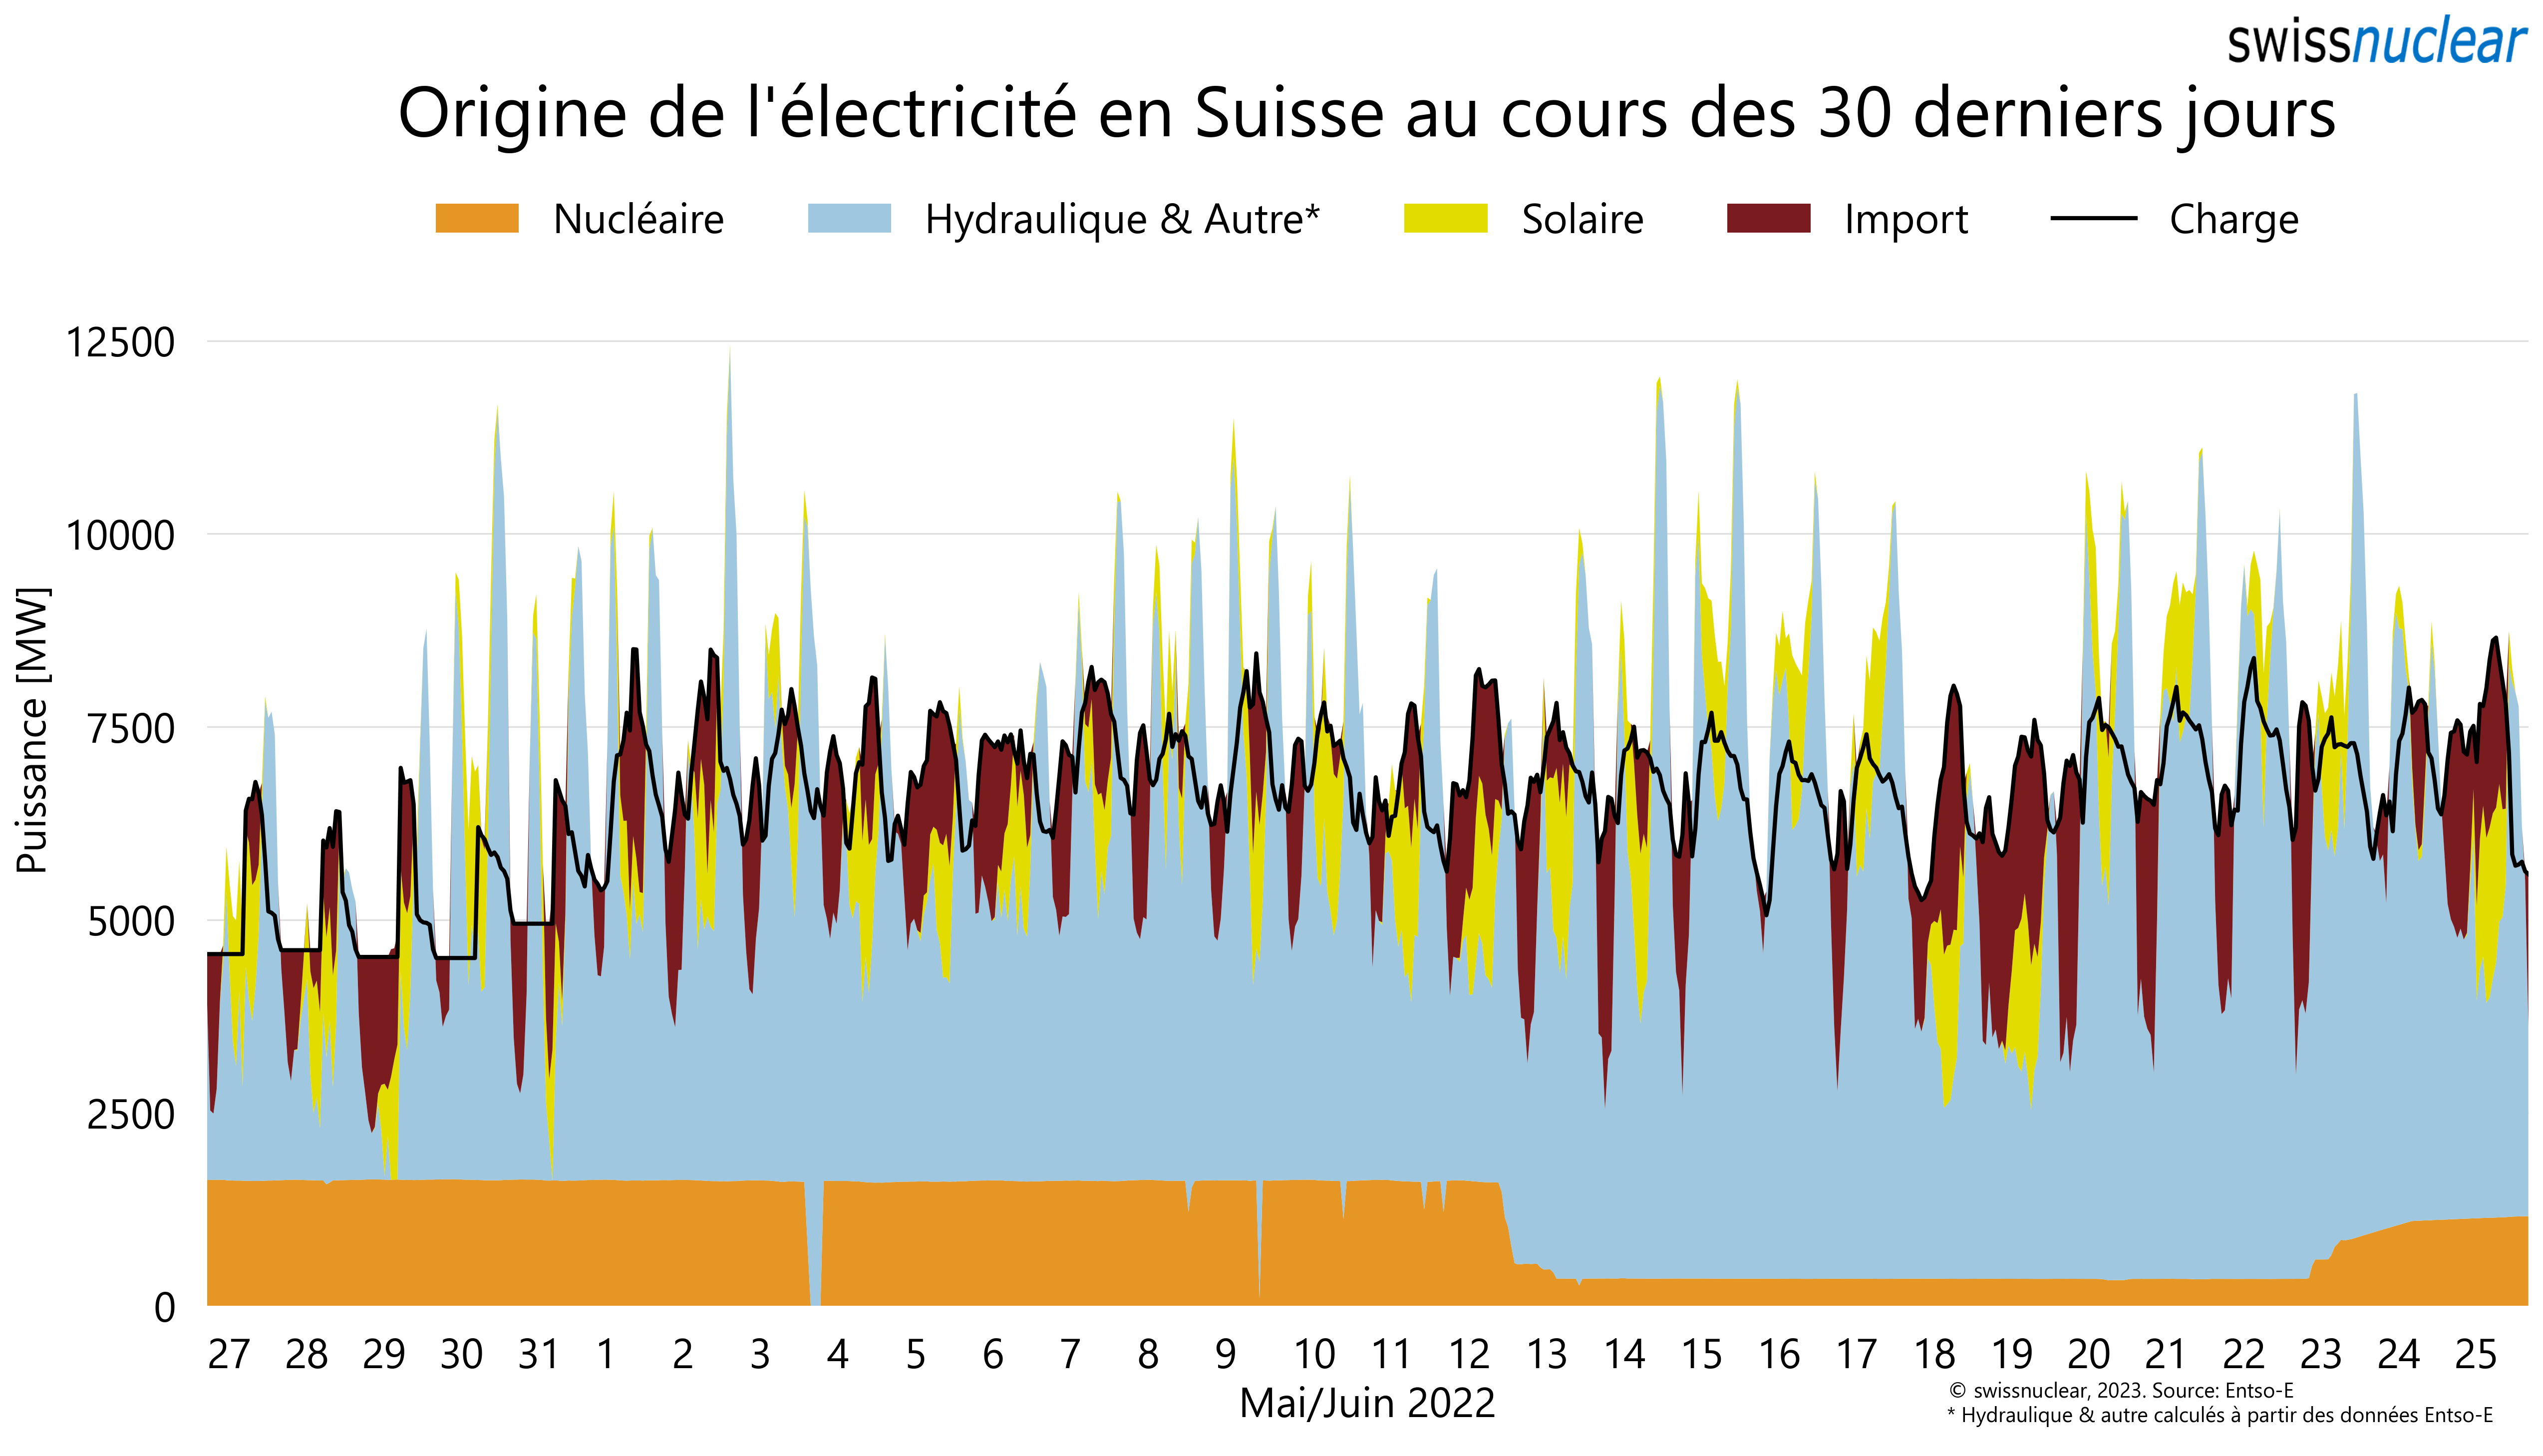 swissnuclear
Origine de l'électricité en Suisse au cours des 30 derniers jours
Nucléaire Hydraulique & Autre* Solaire Import Charge
12500
10000
7500
5000
2500
0
Puissance [MW]
27 28 29 30 31 1 2 3 4 5 6 7 8 9 10 11 12 13 14 15 16 17 18 19 20 21 22 23 24 25
Mai/Juin 2022
© swissnuclear, 2023. Source: Entso-E
* Hydraulique & autre calculés à partir des données Entso-E